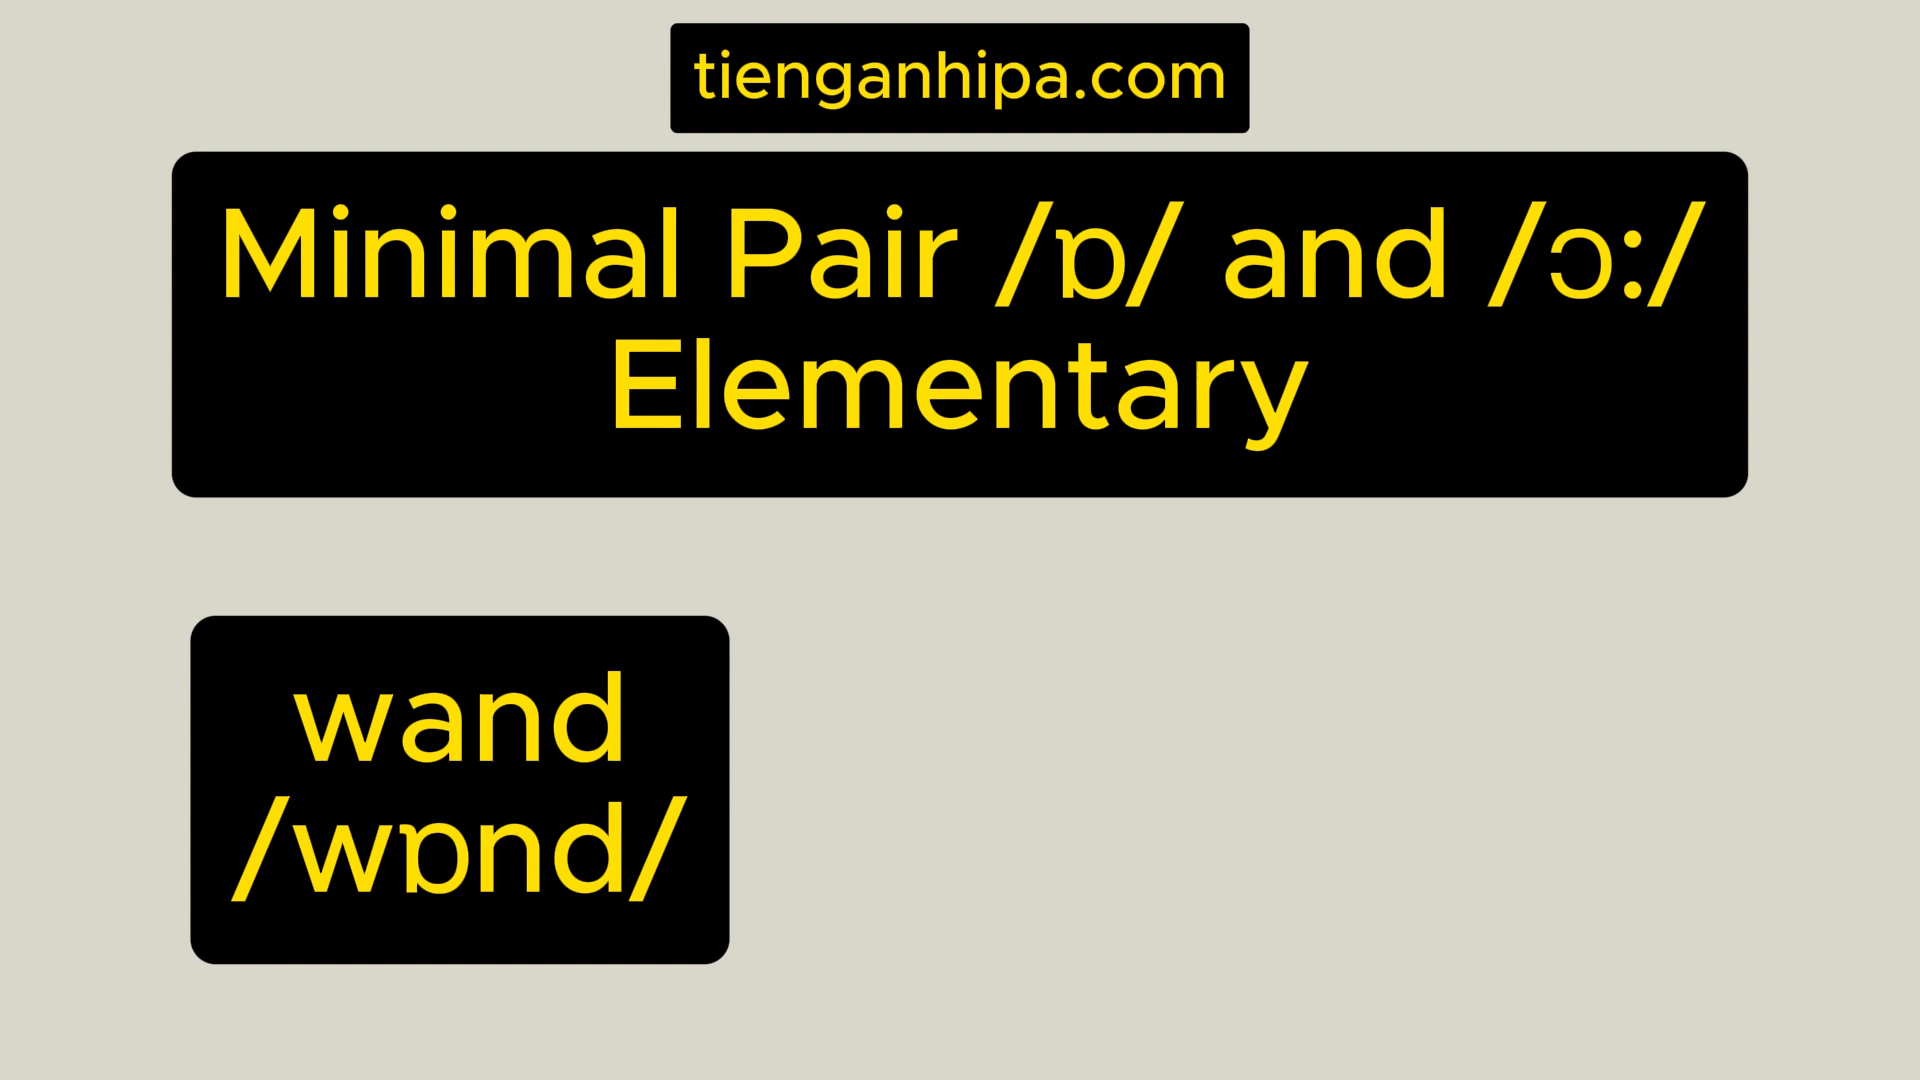 tienganhipa.com
Minimal Pair /ɒ/ and /ɔ:/
Elementary
wand
/wɒnd/